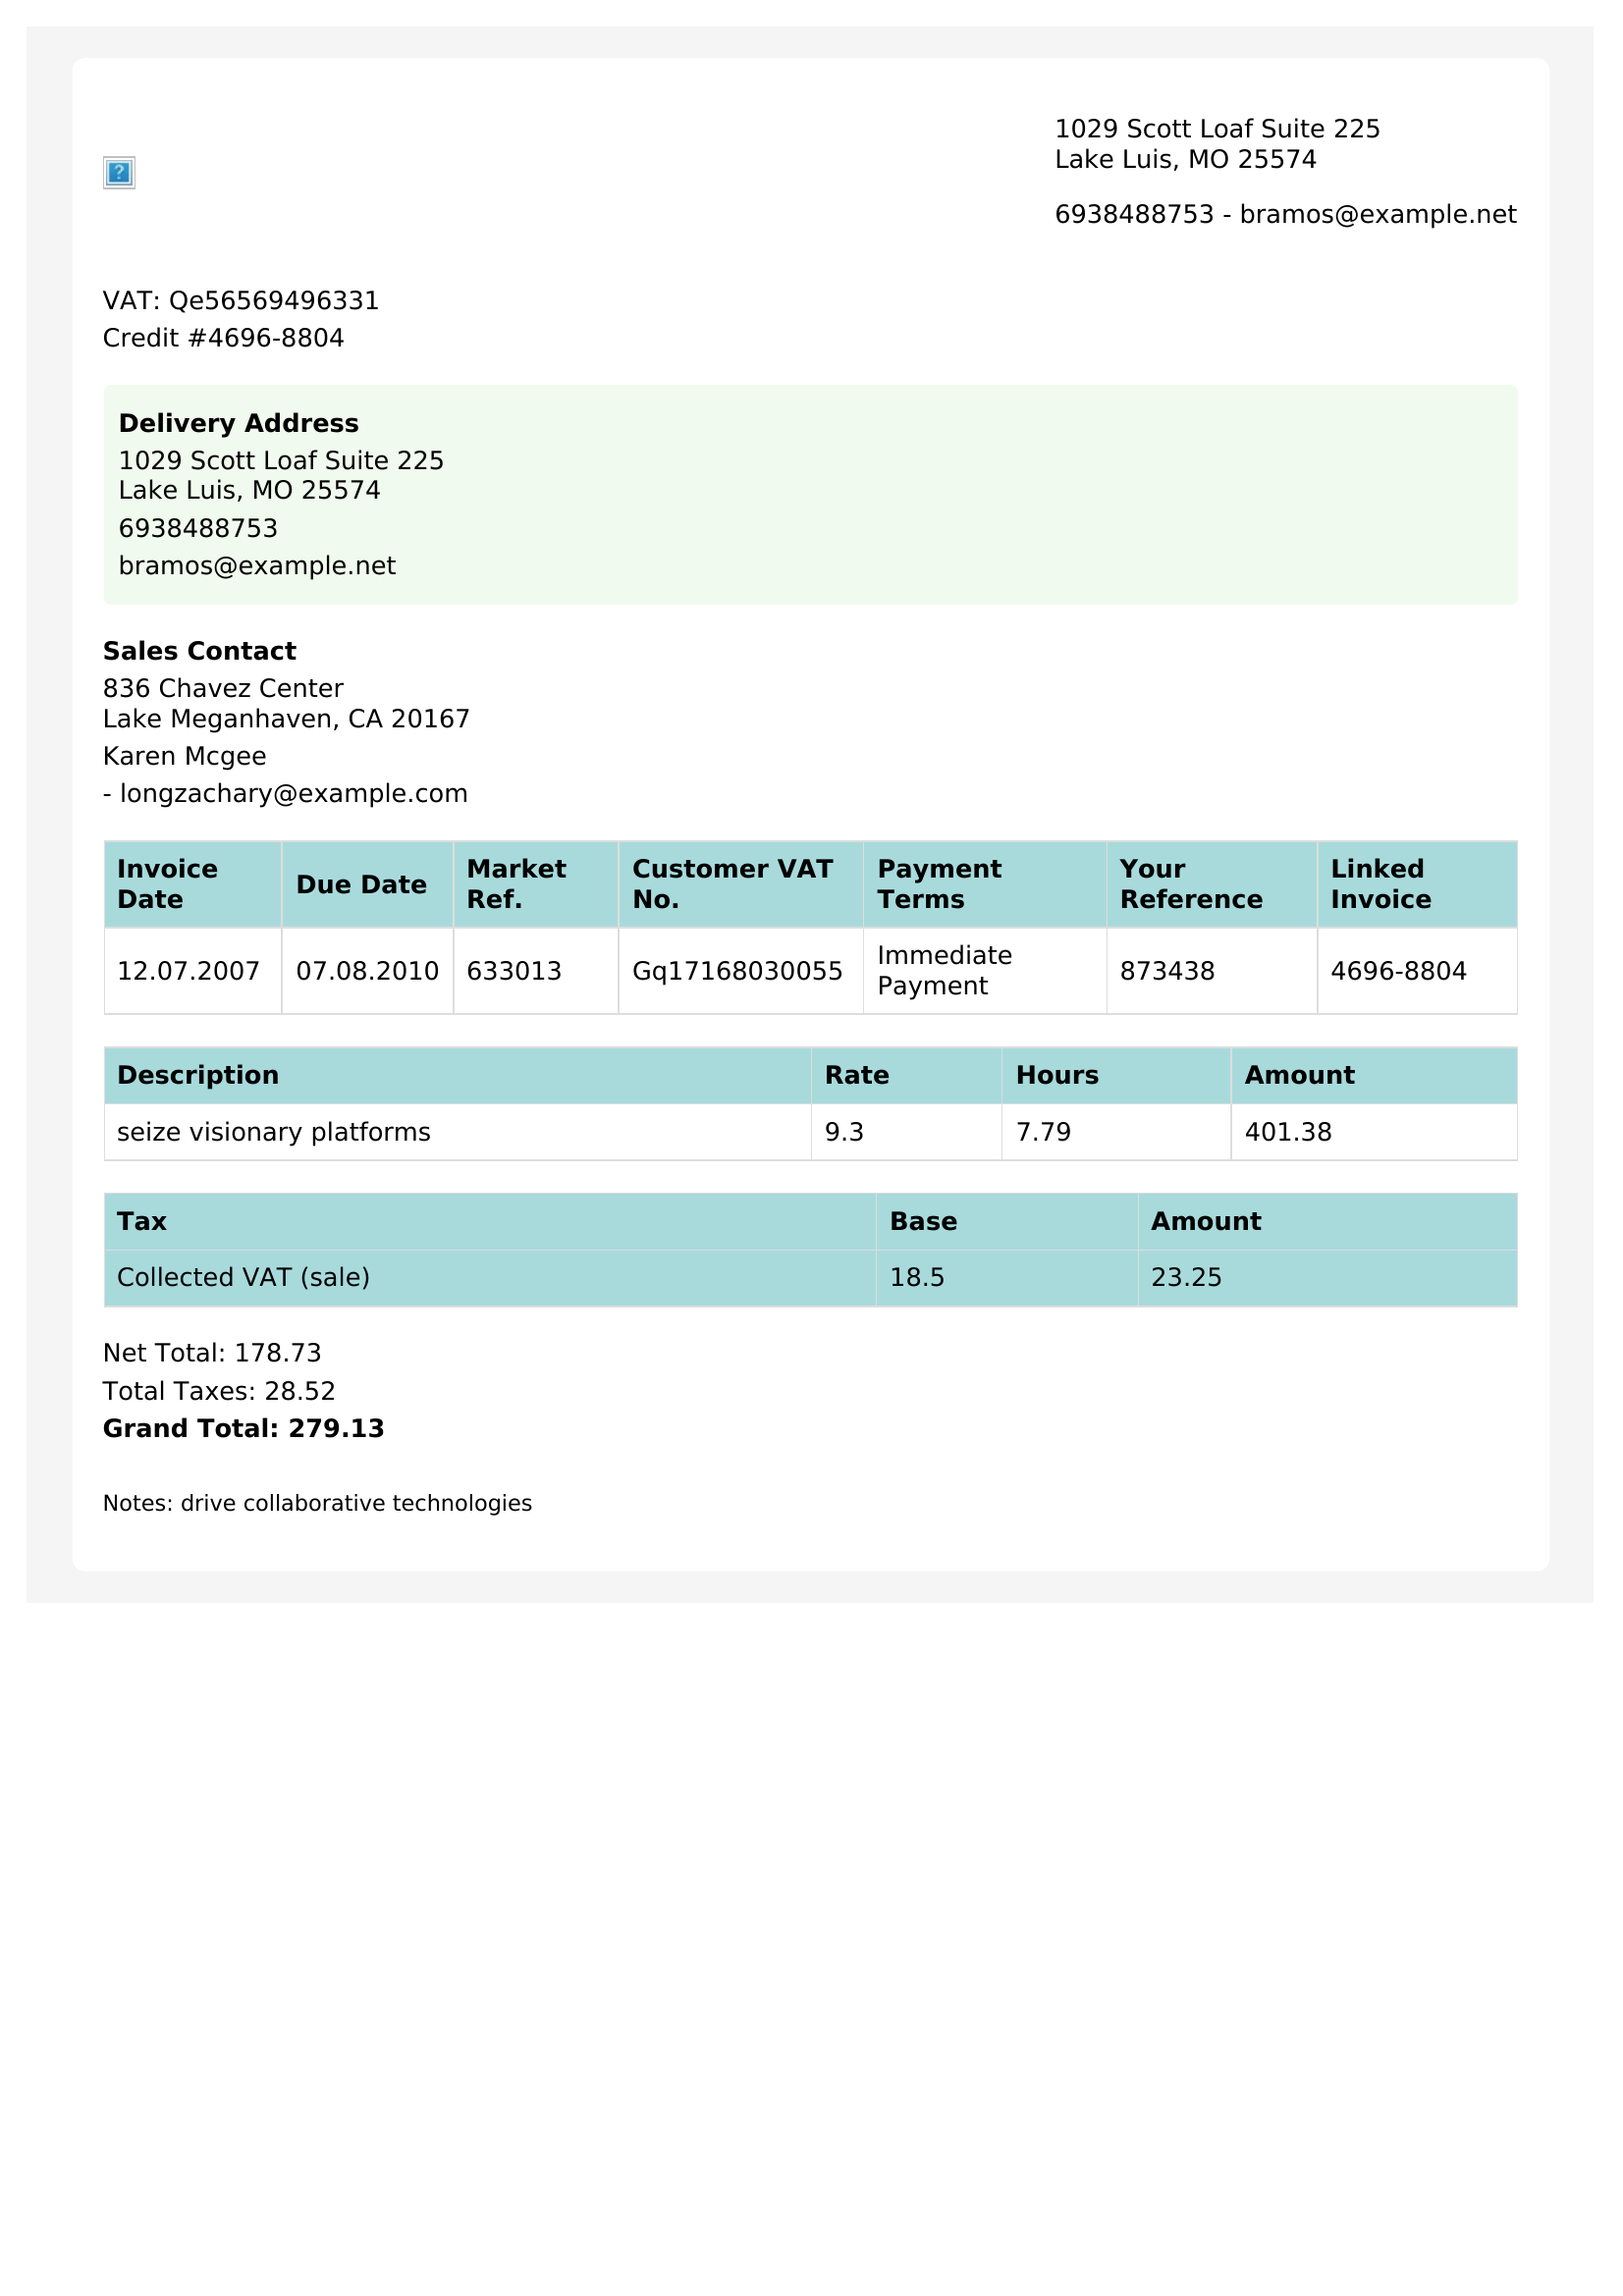 1029 Scott Loaf Suite 225
Lake Luis, MO 25574
6938488753 - bramos@example.net
VAT: Qe56569496331
Credit #4696-8804
Delivery Address
1029 Scott Loaf Suite 225
Lake Luis, MO 25574
6938488753
bramos@example.net
Sales Contact
836 Chavez Center
Lake Meganhaven, CA 20167
Karen Mcgee
- longzachary@example.com
Invoice Date Due Date Market Ref. Customer VAT No. Payment Terms Your Reference Linked Invoice
12.07.2007 07.08.2010 633013 Gq17168030055 Immediate Payment 873438 4696-8804
Description Rate Hours Amount
seize visionary platforms 9.3 7.79 401.38
Tax Base Amount
Collected VAT (sale) 18.5 23.25
Net Total: 178.73
Total Taxes: 28.52
Grand Total: 279.13
Notes: drive collaborative technologies